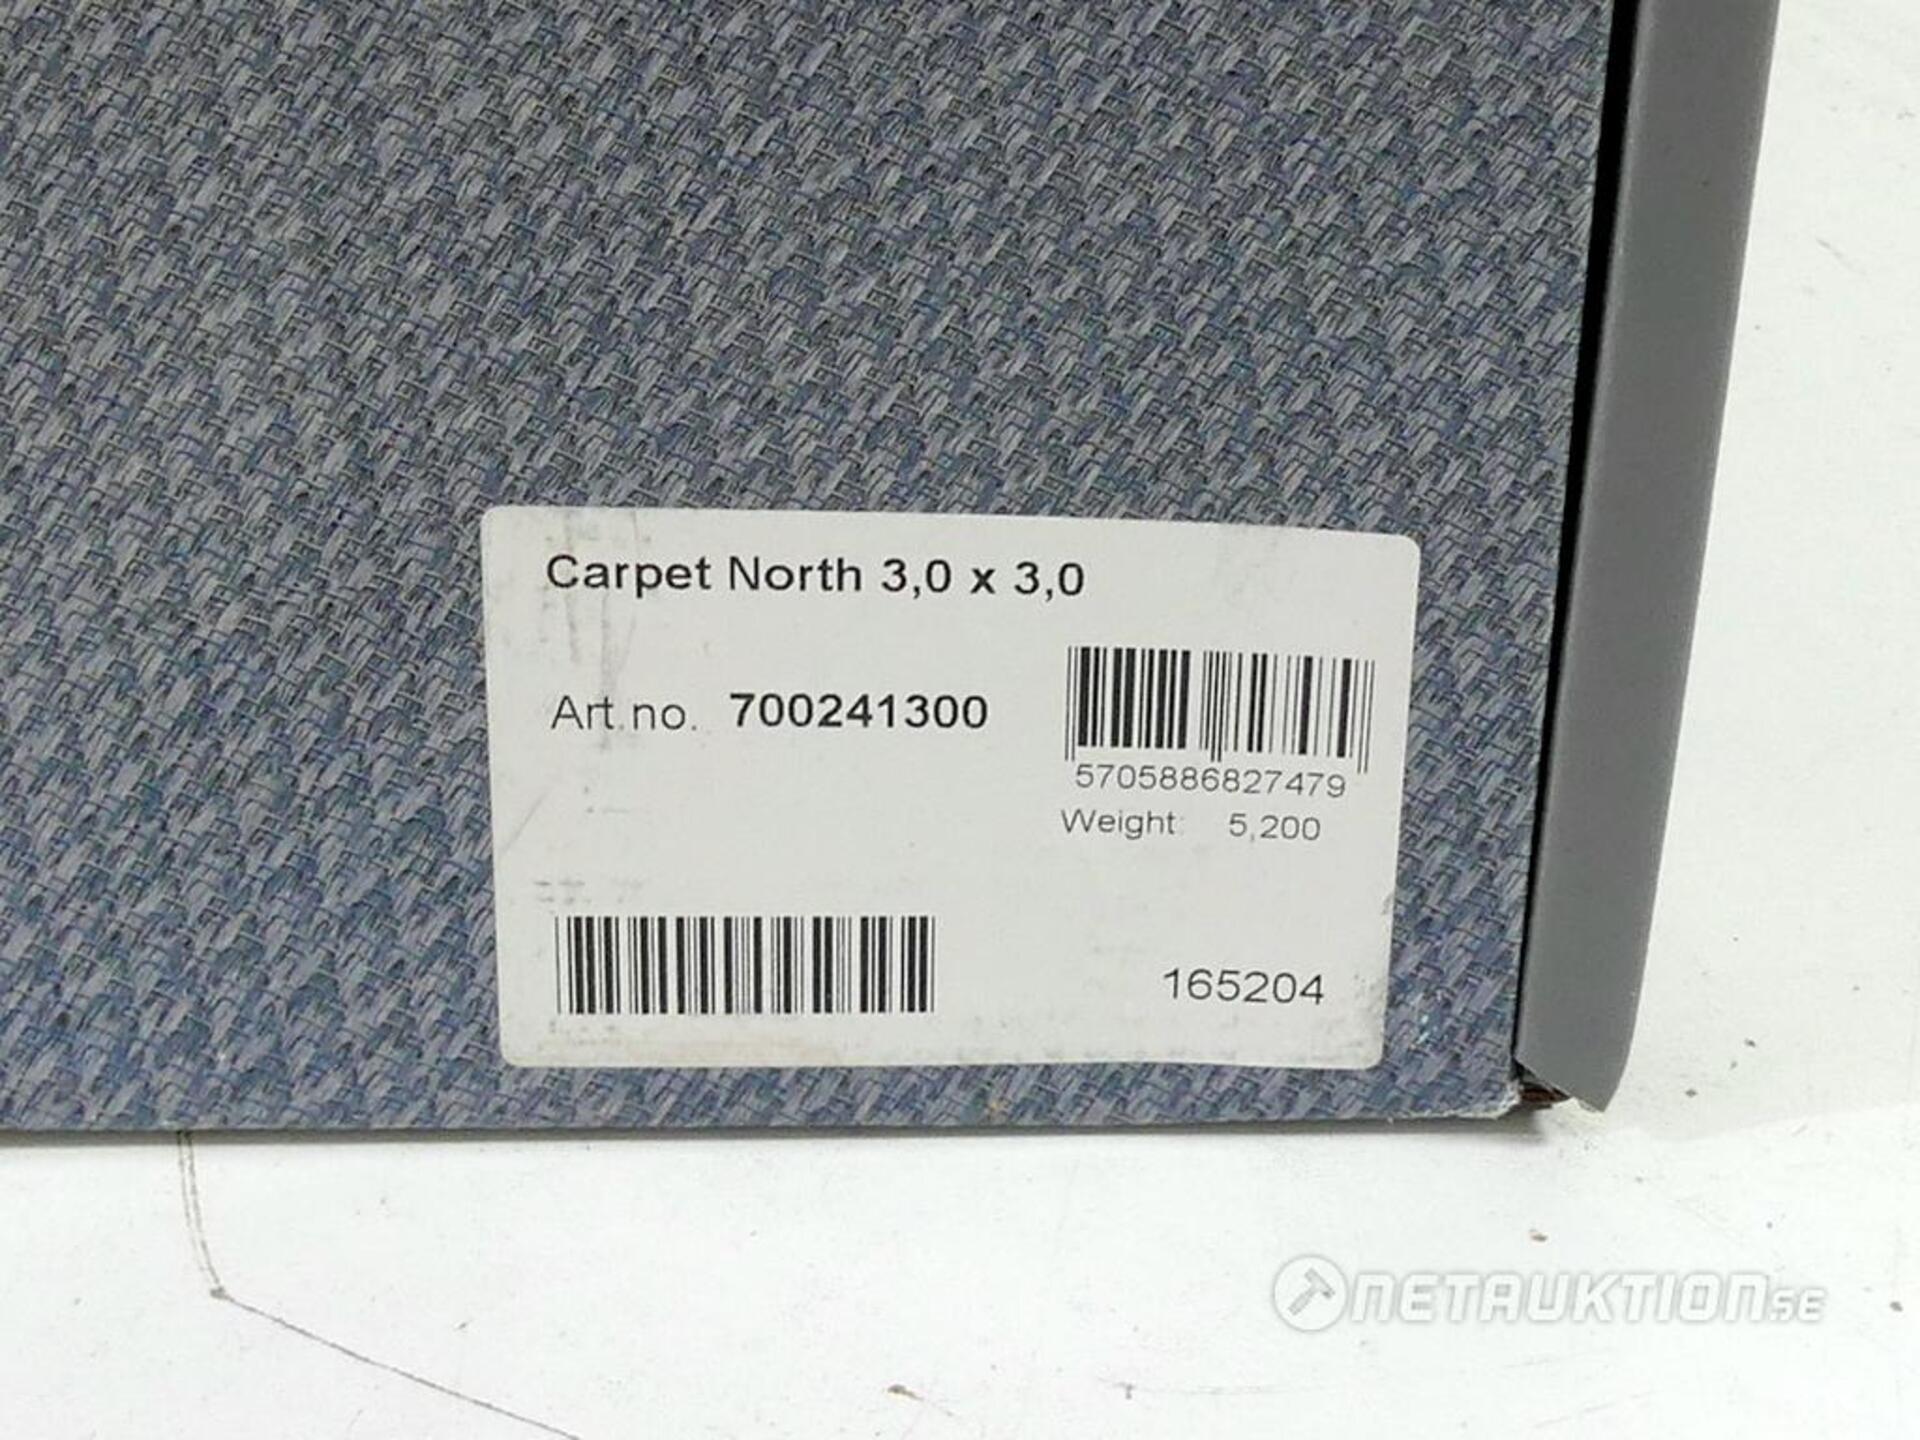 Carpet North 3,0 x 3,0
Art.no. 700241300
5705886827479
Weight: 5,200
165204
NETAUKTION.SE